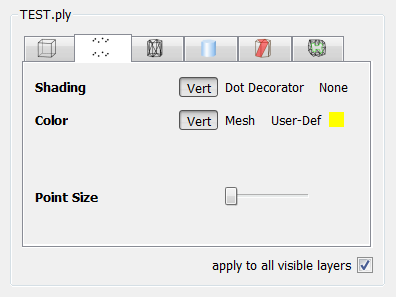 TEST.ply
Shading Vert Dot Decorator None
Color Vert Mesh User-Def
Point Size
apply to all visible layers